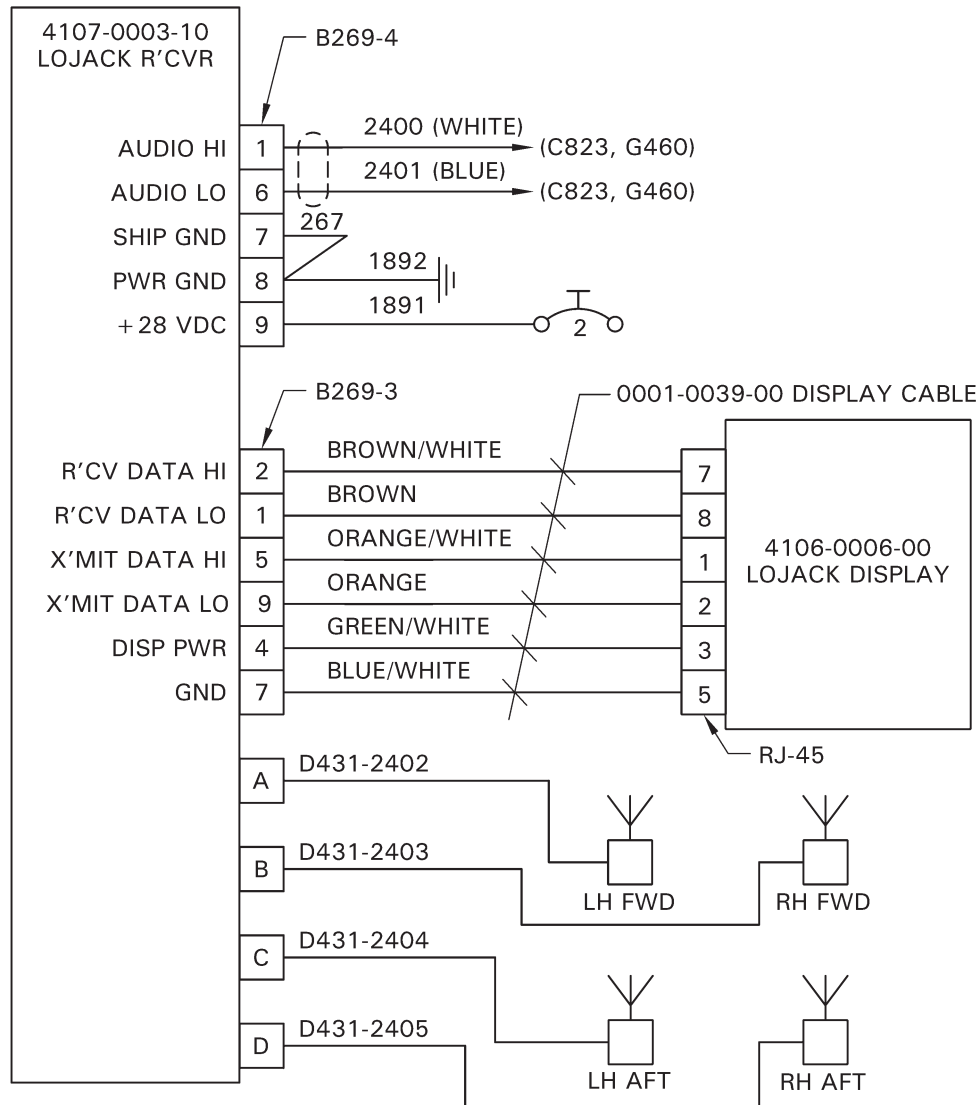 4107-0003-10
LOJACK R'CVR
B269-4
AUDIO HI 1 2400 (WHITE) (C823, G460)
AUDIO LO 6 2401 (BLUE) (C823, G460)
SHIP GND 7 267
PWR GND 8 1892
+28 VDC 9 1891 2
B269-3
0001-0039-00 DISPLAY CABLE
R'CV DATA HI 2 BROWN/WHITE 7
R'CV DATA LO 1 BROWN 8
X'MIT DATA HI 5 ORANGE/WHITE 1
X'MIT DATA LO 9 ORANGE 2
DISP PWR 4 GREEN/WHITE 3
GND 7 BLUE/WHITE 5
4106-0006-00
LOJACK DISPLAY
RJ-45
A D431-2402
B D431-2403
LH FWD RH FWD
C D431-2404
D D431-2405
LH AFT RH AFT